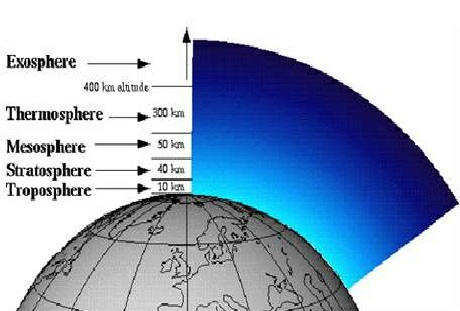 Exosphere
400 km altitude
Thermosphere 300 km
Mesosphere 50 km
Stratosphere 40 km
Troposphere 10 km